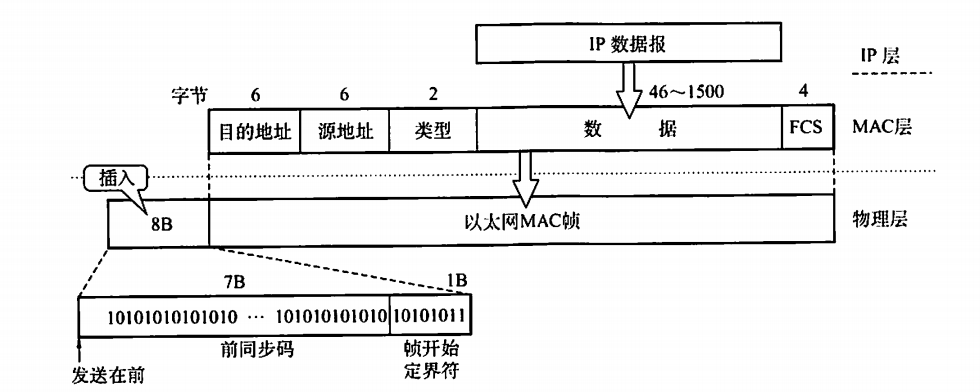 IP 数据报
IP 层
字节 6 6 2 46～1500 4
目的地址 源地址 类型 数 据 FCS MAC层
插入
8B 以太网MAC帧 物理层
7B 1B
10101010101010 … 101010101010 10101011
前同步码 帧开始
定界符
发送在前